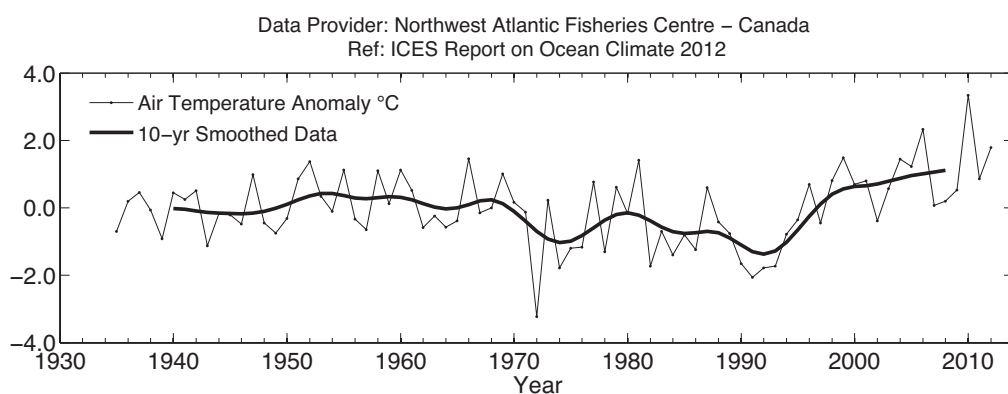 Data Provider: Northwest Atlantic Fisheries Centre – Canada
Ref: ICES Report on Ocean Climate 2012
4.0
Air Temperature Anomaly °C
10–yr Smoothed Data
2.0
0.0
–2.0
–4.0
1930 1940 1950 1960 1970 1980 1990 2000 2010
Year